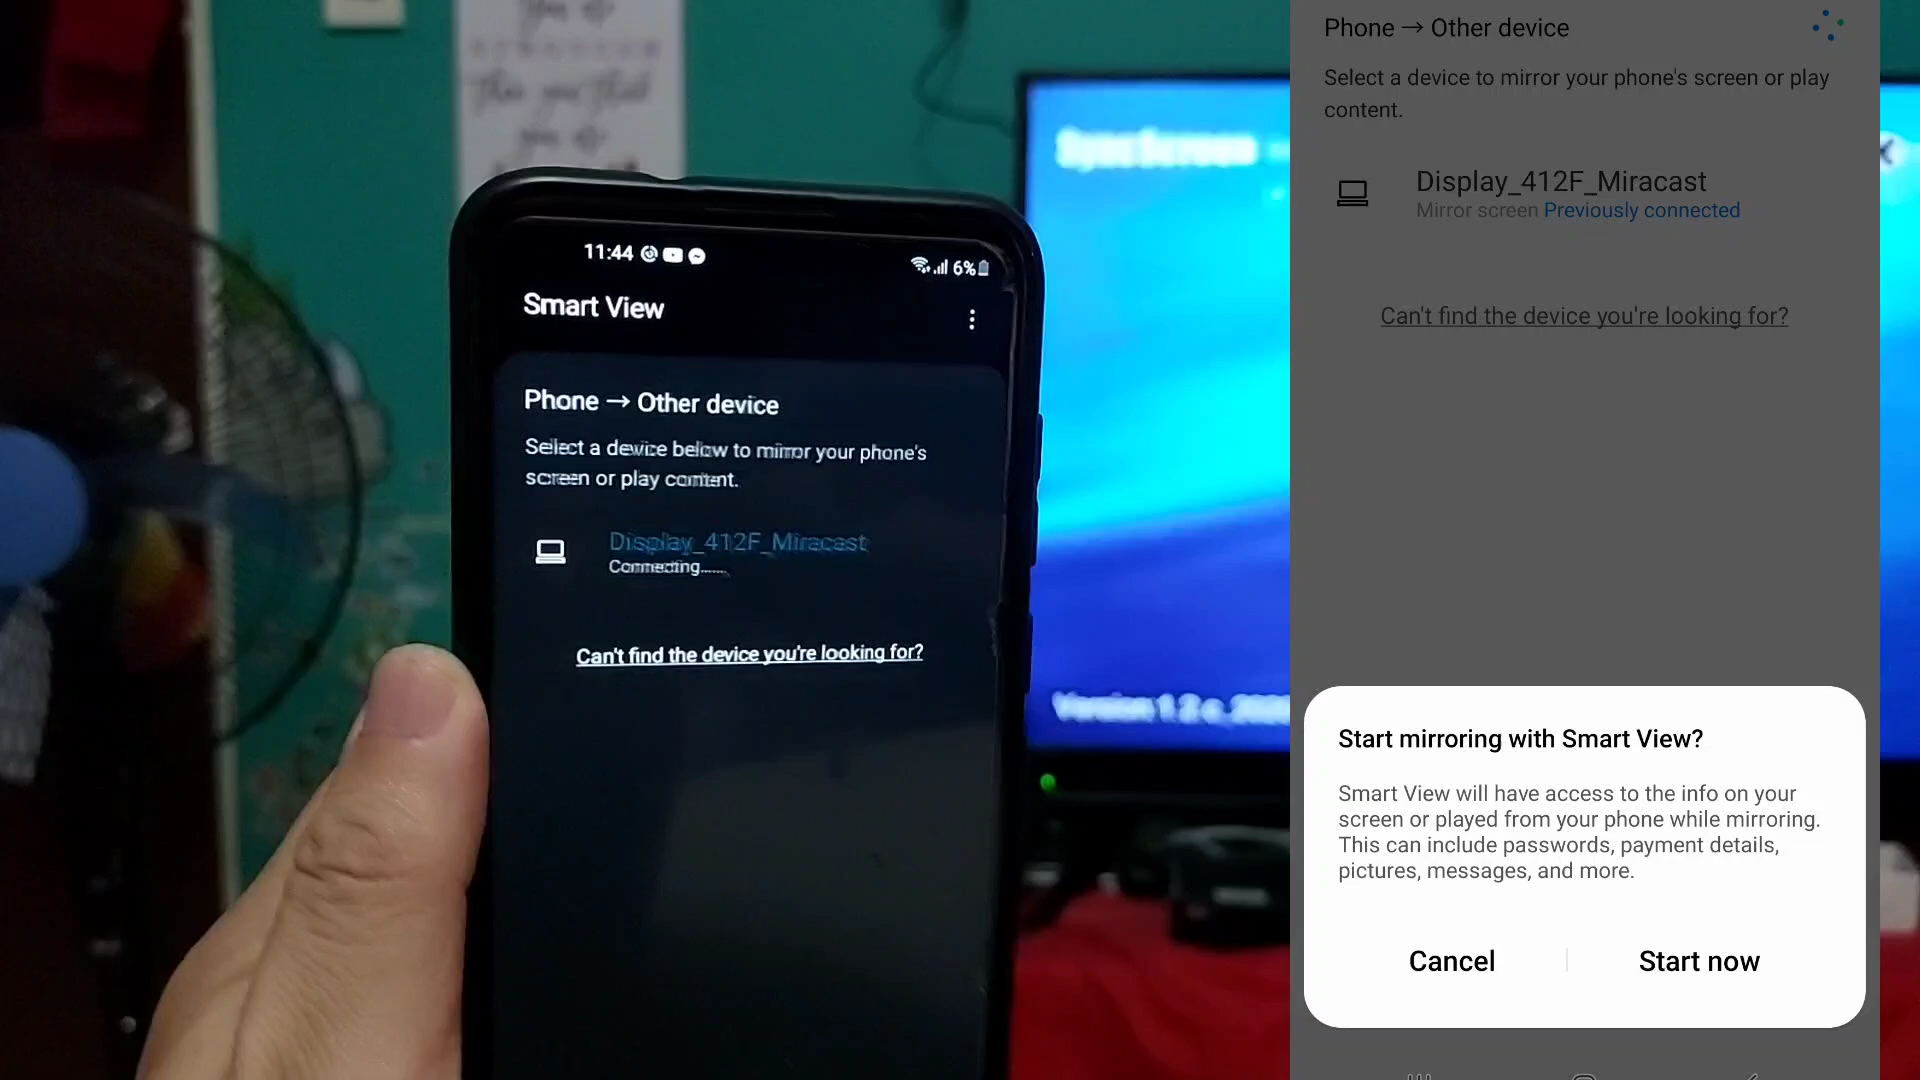 11:44
6%
Smart View
Phone → Other device
Select a device below to mirror your phone's
screen or play content.
Display_412F_Miracast
Connecting......
Can't find the device you're looking for?
SyncScreen
Version 1.2
Phone → Other device
Select a device to mirror your phone's screen or play
content.
Display_412F_Miracast
Mirror screen Previously connected
Can't find the device you're looking for?
Start mirroring with Smart View?
Smart View will have access to the info on your
screen or played from your phone while mirroring.
This can include passwords, payment details,
pictures, messages, and more.
Cancel
Start now